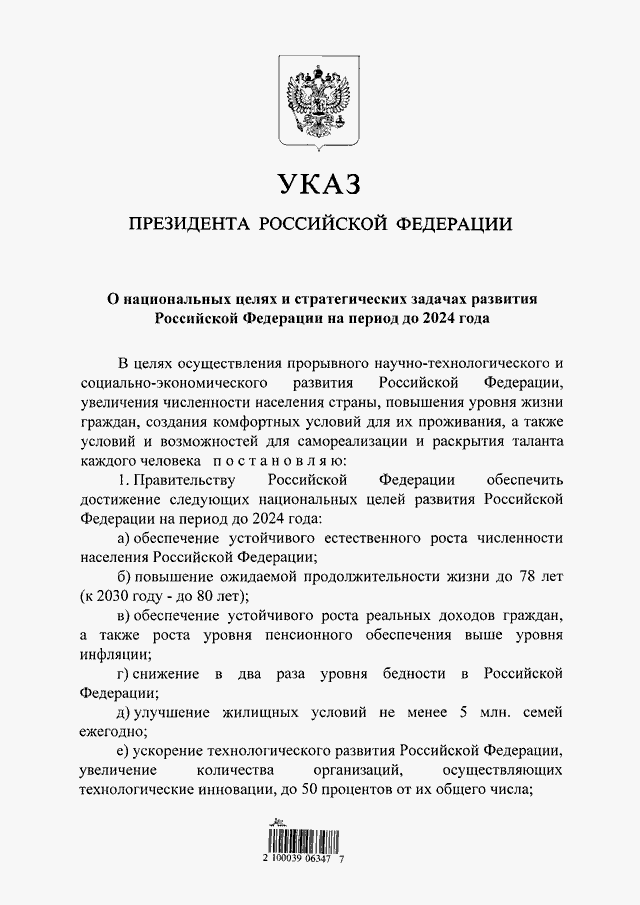 УКАЗ
ПРЕЗИДЕНТА РОССИЙСКОЙ ФЕДЕРАЦИИ
О национальных целях и стратегических задачах развития
Российской Федерации на период до 2024 года
В целях осуществления прорывного научно-технологического и
социально-экономического развития Российской Федерации,
увеличения численности населения страны, повышения уровня жизни
граждан, создания комфортных условий для их проживания, а также
условий и возможностей для самореализации и раскрытия таланта
каждого человека п о с т а н о в л я ю:
1. Правительству Российской Федерации обеспечить
достижение следующих национальных целей развития Российской
Федерации на период до 2024 года:
а) обеспечение устойчивого естественного роста численности
населения Российской Федерации;
б) повышение ожидаемой продолжительности жизни до 78 лет
(к 2030 году - до 80 лет);
в) обеспечение устойчивого роста реальных доходов граждан,
а также роста уровня пенсионного обеспечения выше уровня
инфляции;
г) снижение в два раза уровня бедности в Российской
Федерации;
д) улучшение жилищных условий не менее 5 млн. семей
ежегодно;
е) ускорение технологического развития Российской Федерации,
увеличение количества организаций, осуществляющих
технологические инновации, до 50 процентов от их общего числа;
2 100039 06347 7